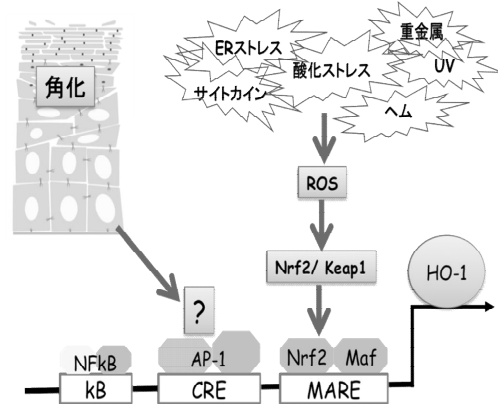 角化
ERストレス
サイトカイン
酸化ストレス
重金属
UV
ヘム
ROS
Nrf2/ Keap1
HO-1
?
NFkB
AP-1
Nrf2
Maf
kB
CRE
MARE